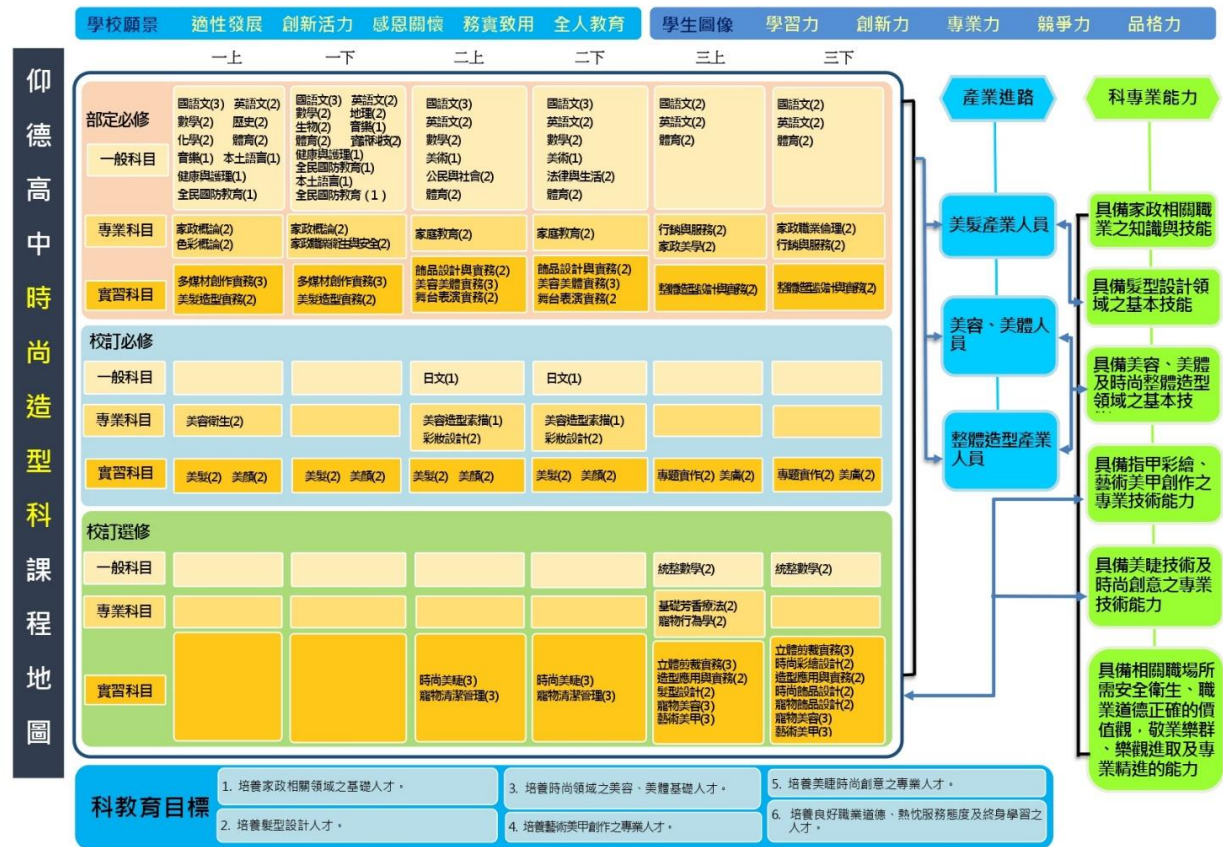 學校願景 適性發展 創新活力 感恩關懷 務實致用 全人教育 學生圖像 學習力 創新力 專業力 競爭力 品格力
仰德高中時尚造型科課程地圖
一上 一下 二上 二下 三上 三下
部定必修
一般科目
國語文(3) 英語文(2)
數學(2) 歷史(2)
化學(2) 體育(2)
音樂(1) 本土語言(1)
健康與護理(1)
全民國防教育(1)
國語文(3) 英語文(2)
數學(2) 地理(2)
生物(2) 音樂(1)
體育(2) 資訊科技(2)
健康與護理(1)
全民國防教育(1)
本土語言(1)
全民國防教育(1)
國語文(3)
英語文(2)
數學(2)
美術(1)
公民與社會(2)
體育(2)
國語文(3)
英語文(2)
數學(2)
美術(1)
法律與生活(2)
體育(2)
國語文(2)
英語文(2)
體育(2)
國語文(2)
英語文(2)
體育(2)
專業科目
家政概論(2)
色彩概論(2)
家政概論(2)
家政職業衛生與安全(2)
家庭教育(2)
家庭教育(2)
行銷與服務(2)
家政美學(2)
家政職業倫理(2)
行銷與服務(2)
實習科目
多媒材創作實務(3)
美髮造型實務(2)
多媒材創作實務(3)
美髮造型實務(2)
飾品設計與實務(2)
美容美體實務(3)
舞台表演實務(2)
飾品設計與實務(2)
美容美體實務(3)
舞台表演實務(2
整體造型設計與實務(2)
整體造型設計與實務(2)
校訂必修
一般科目
日文(1)
日文(1)
專業科目
美容衛生(2)
美容造型素描(1)
彩妝設計(2)
美容造型素描(1)
彩妝設計(2)
實習科目
美髮(2) 美顏(2)
美髮(2) 美顏(2)
美髮(2) 美顏(2)
美髮(2) 美顏(2)
專題實作(2) 美膚(2)
專題實作(2) 美膚(2)
校訂選修
一般科目
統整數學(2)
統整數學(2)
專業科目
基礎芳香療法(2)
寵物行為學(2)
實習科目
時尚美睫(3)
寵物清潔管理(3)
時尚美睫(3)
寵物清潔管理(3)
立體剪裁實務(3)
造型應用與實務(2)
髮型設計(2)
寵物美容(3)
藝術美甲(3)
立體剪裁實務(3)
時尚彩繪設計(2)
造型應用與實務(2)
時尚飾品設計(2)
寵物飾品設計(2)
寵物美容(3)
藝術美甲(3)
產業進路
美髮產業人員
美容、美體人
員
整體造型產業
人員
科專業能力
具備家政相關職
業之知識與技能
具備髮型設計領
域之基本技能
具備美容、美體
及時尚整體造型
領域之基本技
具備指甲彩繪、
藝術美甲創作之
專業技術能力
具備美睫技術及
時尚創意之專業
技術能力
具備相關職場所
需安全衛生、職
業道德正確的價
值觀，敬業樂群
、樂觀進取及專
業精進的能力
科教育目標
1. 培養家政相關領域之基礎人才。
2. 培養髮型設計人才。
3. 培養時尚領域之美容、美體基礎人才。
4. 培養藝術美甲創作之專業人才。
5. 培養美睫時尚創意之專業人才。
6. 培養良好職業道德、熱忱服務態度及終身學習之
人才。